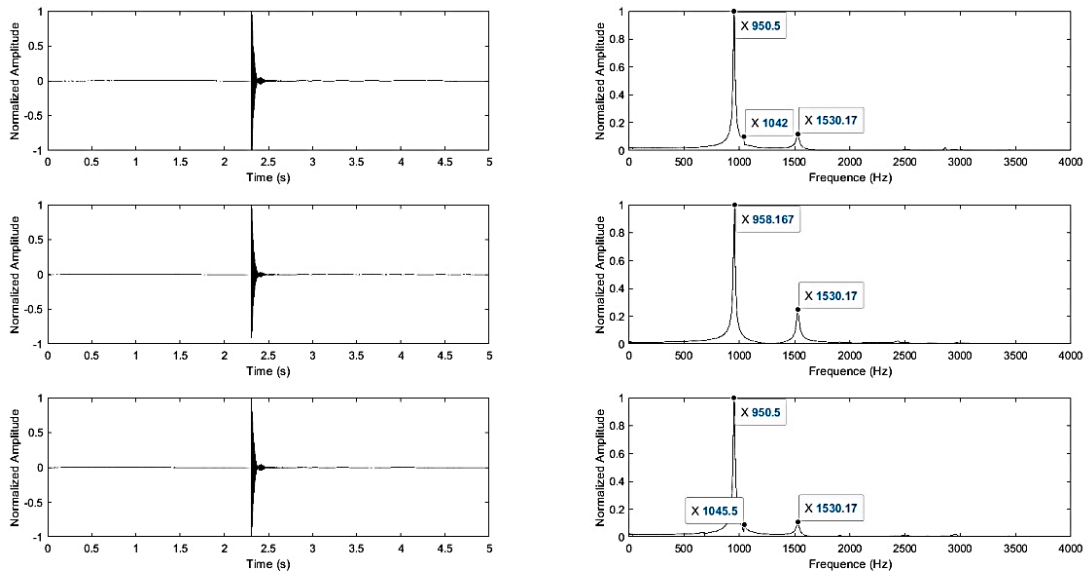 Normalized Amplitude
1
0.5
0
-0.5
-1
0 0.5 1 1.5 2 2.5 3 3.5 4 4.5 5
Time (s)
Normalized Amplitude
1
0.8
0.6
0.4
0.2
0
X 950.5
X 1042
X 1530.17
0 500 1000 1500 2000 2500 3000 3500 4000
Frequence (Hz)
Normalized Amplitude
1
0.5
0
-0.5
-1
0 0.5 1 1.5 2 2.5 3 3.5 4 4.5 5
Time (s)
Normalized Amplitude
1
0.8
0.6
0.4
0.2
0
X 958.167
X 1530.17
0 500 1000 1500 2000 2500 3000 3500 4000
Frequence (Hz)
Normalized Amplitude
1
0.5
0
-0.5
-1
0 0.5 1 1.5 2 2.5 3 3.5 4 4.5 5
Time (s)
Normalized Amplitude
1
0.8
0.6
0.4
0.2
0
X 950.5
X 1045.5
X 1530.17
0 500 1000 1500 2000 2500 3000 3500 4000
Frequence (Hz)